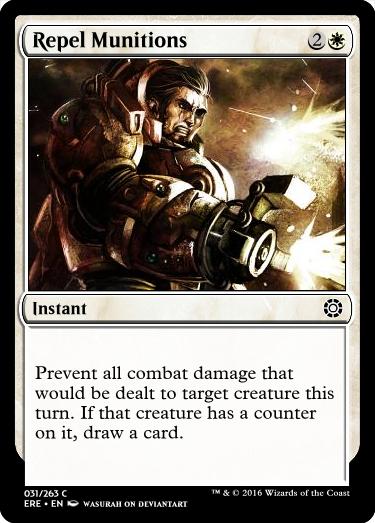 Repel Munitions 2
Instant
Prevent all combat damage that
would be dealt to target creature this
turn. If that creature has a counter
on it, draw a card.
031/263 C
ERE • EN WASURAH ON DEVIANTART
™ & © 2016 Wizards of the Coast